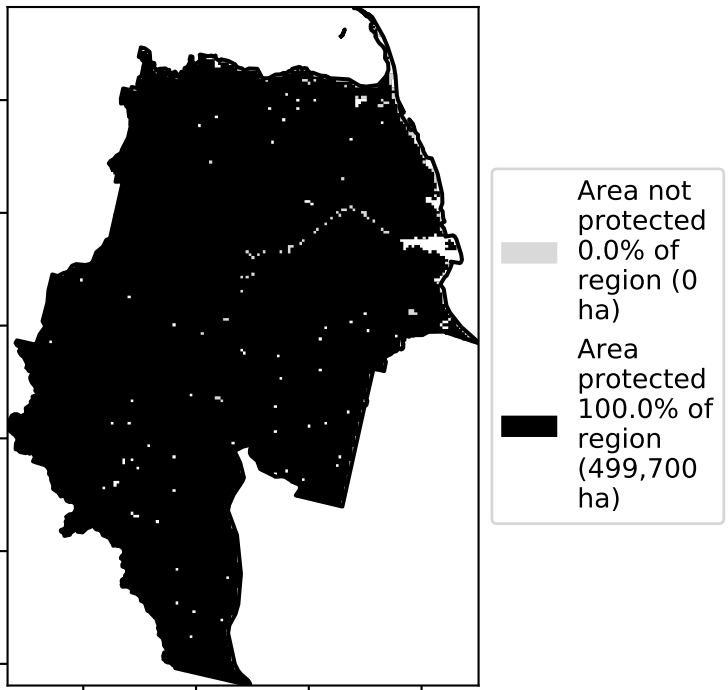 Area not
protected
0.0% of
region (0
ha)
Area
protected
100.0% of
region
(499,700
ha)